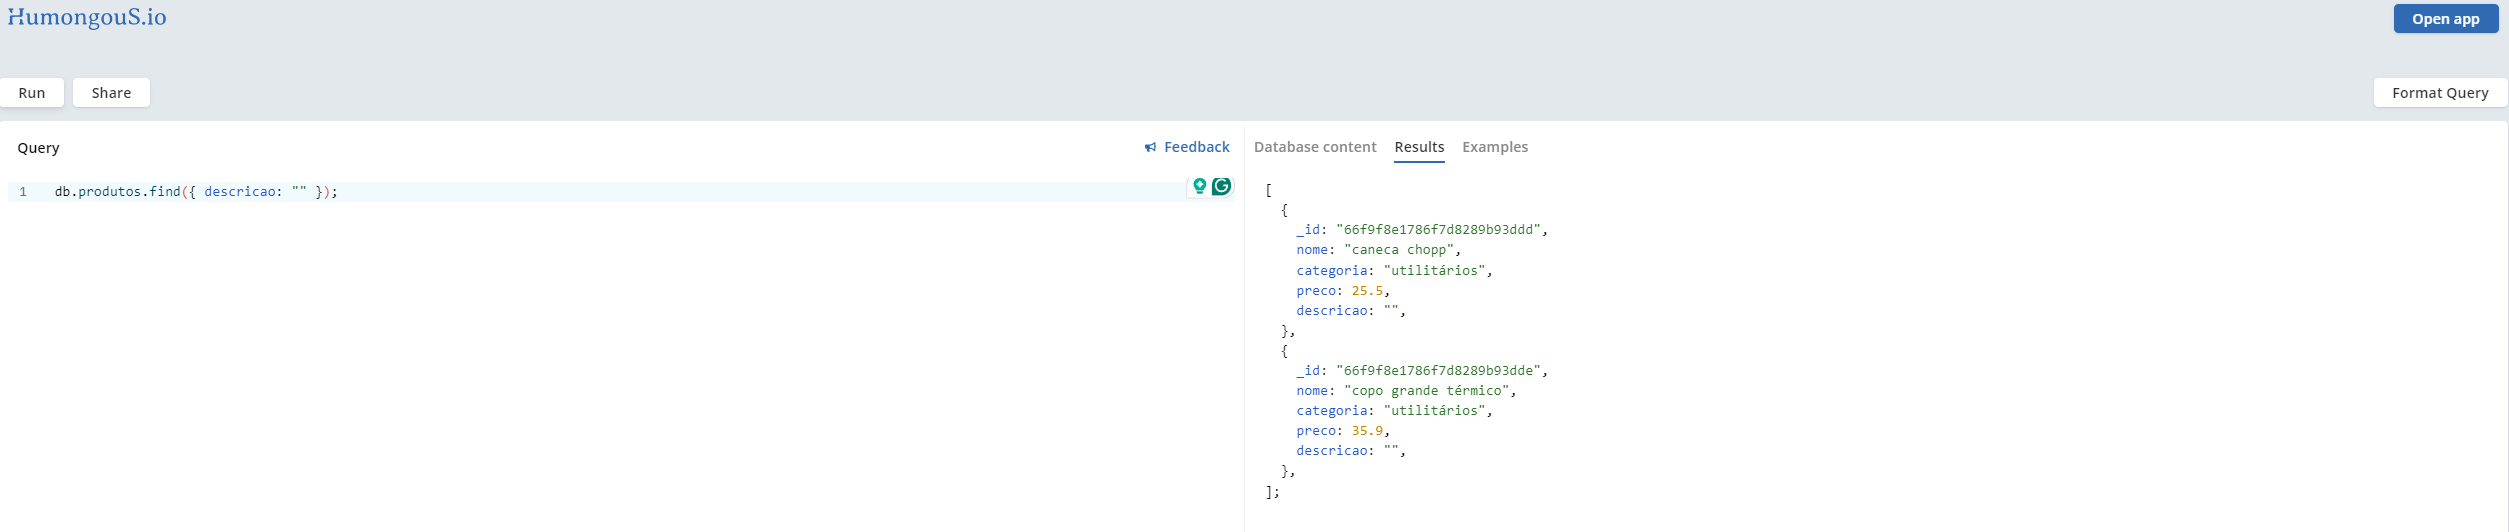 HumongouS.io
Open app
Run
Share
Format Query
Query
Feedback
Database content
Results
Examples
1 db.produtos.find({ descricao: "" });
[
{
_id: "66f9f8e1786f7d8289b93ddd",
nome: "caneca chopp",
categoria: "utilitários",
preco: 25.5,
descricao: "",
},
{
_id: "66f9f8e1786f7d8289b93dde",
nome: "copo grande térmico",
categoria: "utilitários",
preco: 35.9,
descricao: "",
},
];